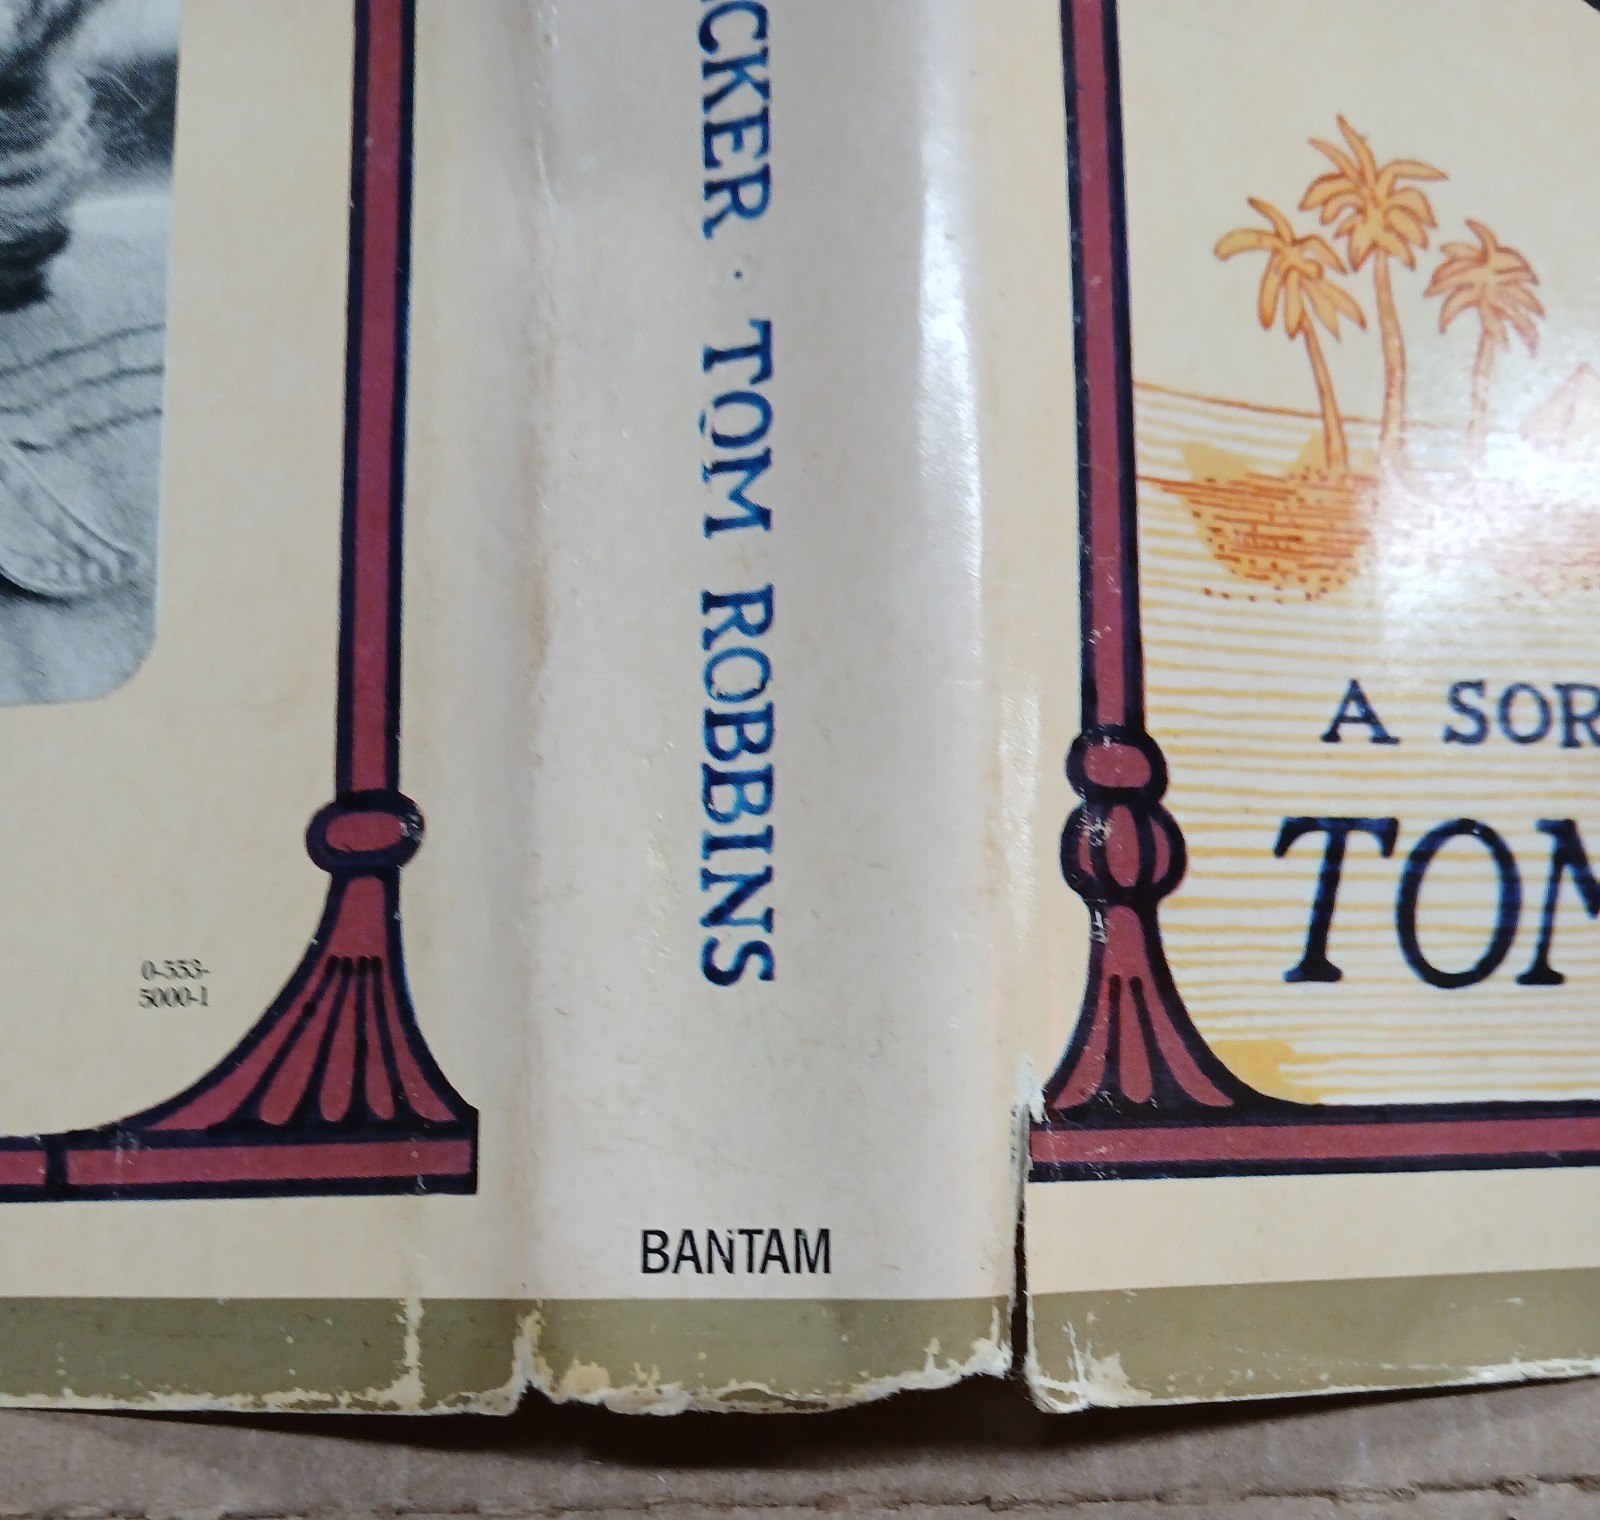 0-553-
5000-1
CKER · TOM ROBBINS
BANTAM
A SOR
TOM